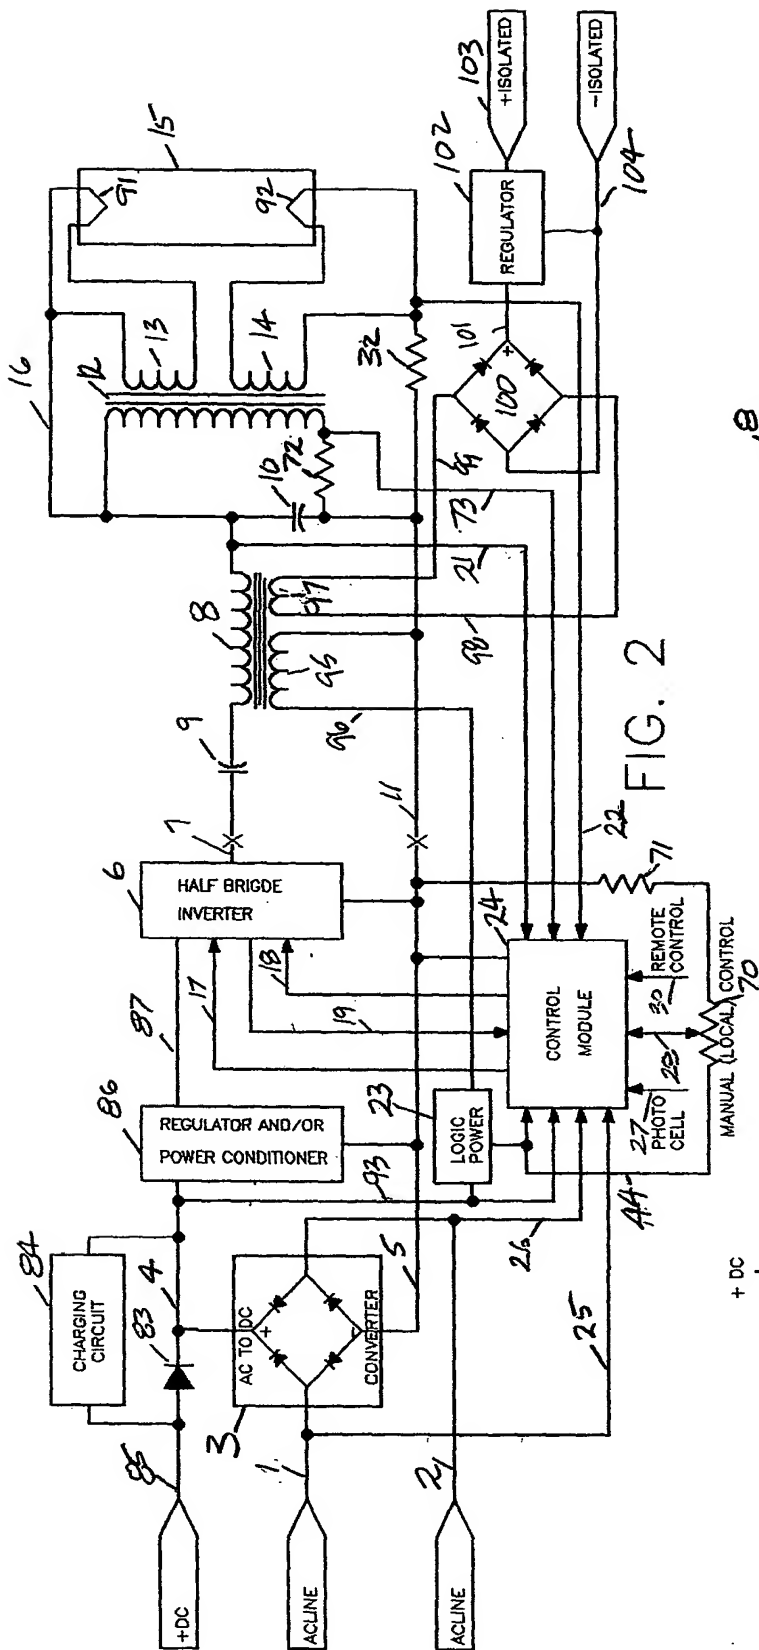 +DC
85
ACLINE
1
ACLINE
2
CHARGING
CIRCUIT
84
83
4
AC TO DC
+
-
CONVERTER
3
5
REGULATOR AND/OR
POWER CONDITIONER
86
87
93
LOGIC
POWER
23
26
25
44
HALF BRIGDE
INVERTER
6
7
17
19
18
11
24
CONTROL
MODULE
27
PHOTO
CELL
28
30
REMOTE
CONTROL
MANUAL (LOCAL) CONTROL
70
71
22
9
8
95
96
97
98
21
73
99
10
72
16
12
13
14
32
15
91
92
100
+
101
REGULATOR
102
+ISOLATED
103
-ISOLATED
104
FIG. 2
+ DC
8